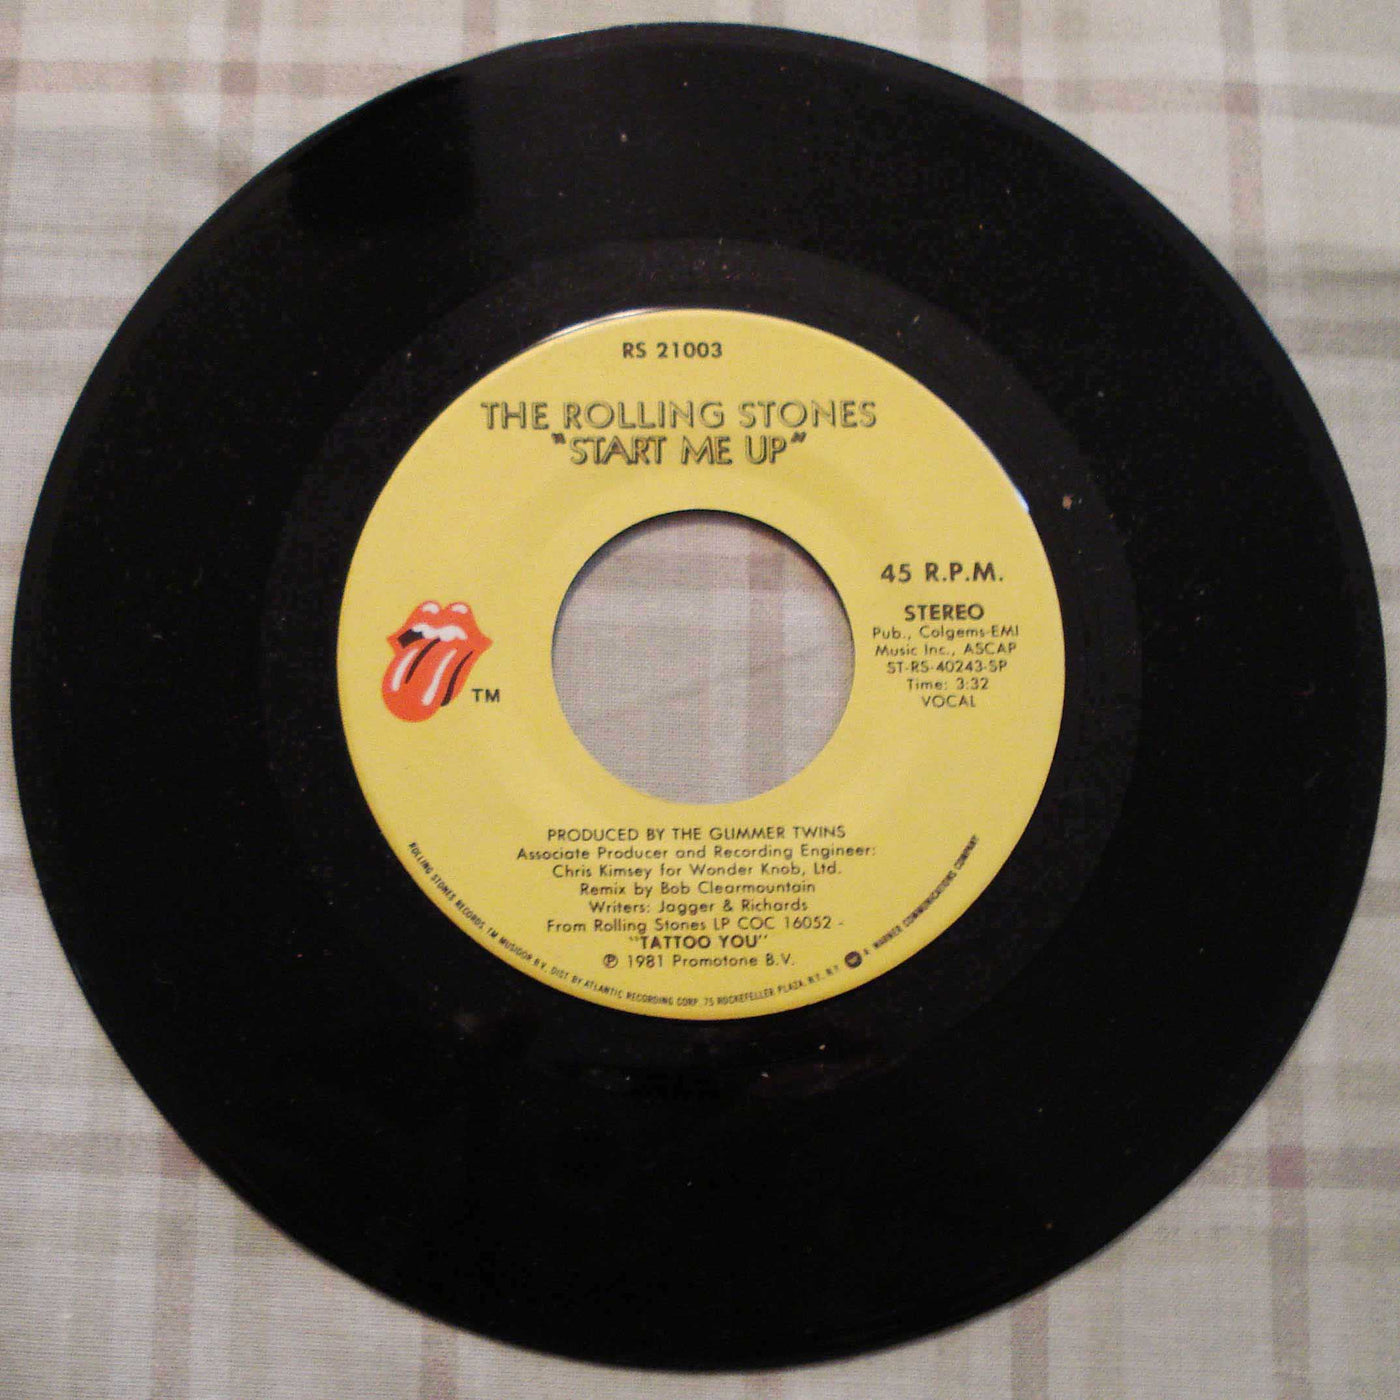 RS 21003
THE ROLLING STONES
"START ME UP"
45 R.P.M.
STEREO
Pub., Colgems-EMI
Music Inc., ASCAP
ST-RS-40243-SP
Time: 3:32
VOCAL
TM
PRODUCED BY THE GLIMMER TWINS
Associate Producer and Recording Engineer:
Chris Kimsey for Wonder Knob, Ltd.
Remix by Bob Clearmountain
Writers: Jagger & Richards
From Rolling Stones LP COC 16052 -
"TATTOO YOU"
℗ 1981 Promotone B.V.
ROLLING STONES RECORDS, TM MUSIDOR B.V. DIST BY ATLANTIC RECORDING CORP. 75 ROCKEFELLER PLAZA, N.Y., N.Y. A WARNER COMMUNICATIONS COMPANY